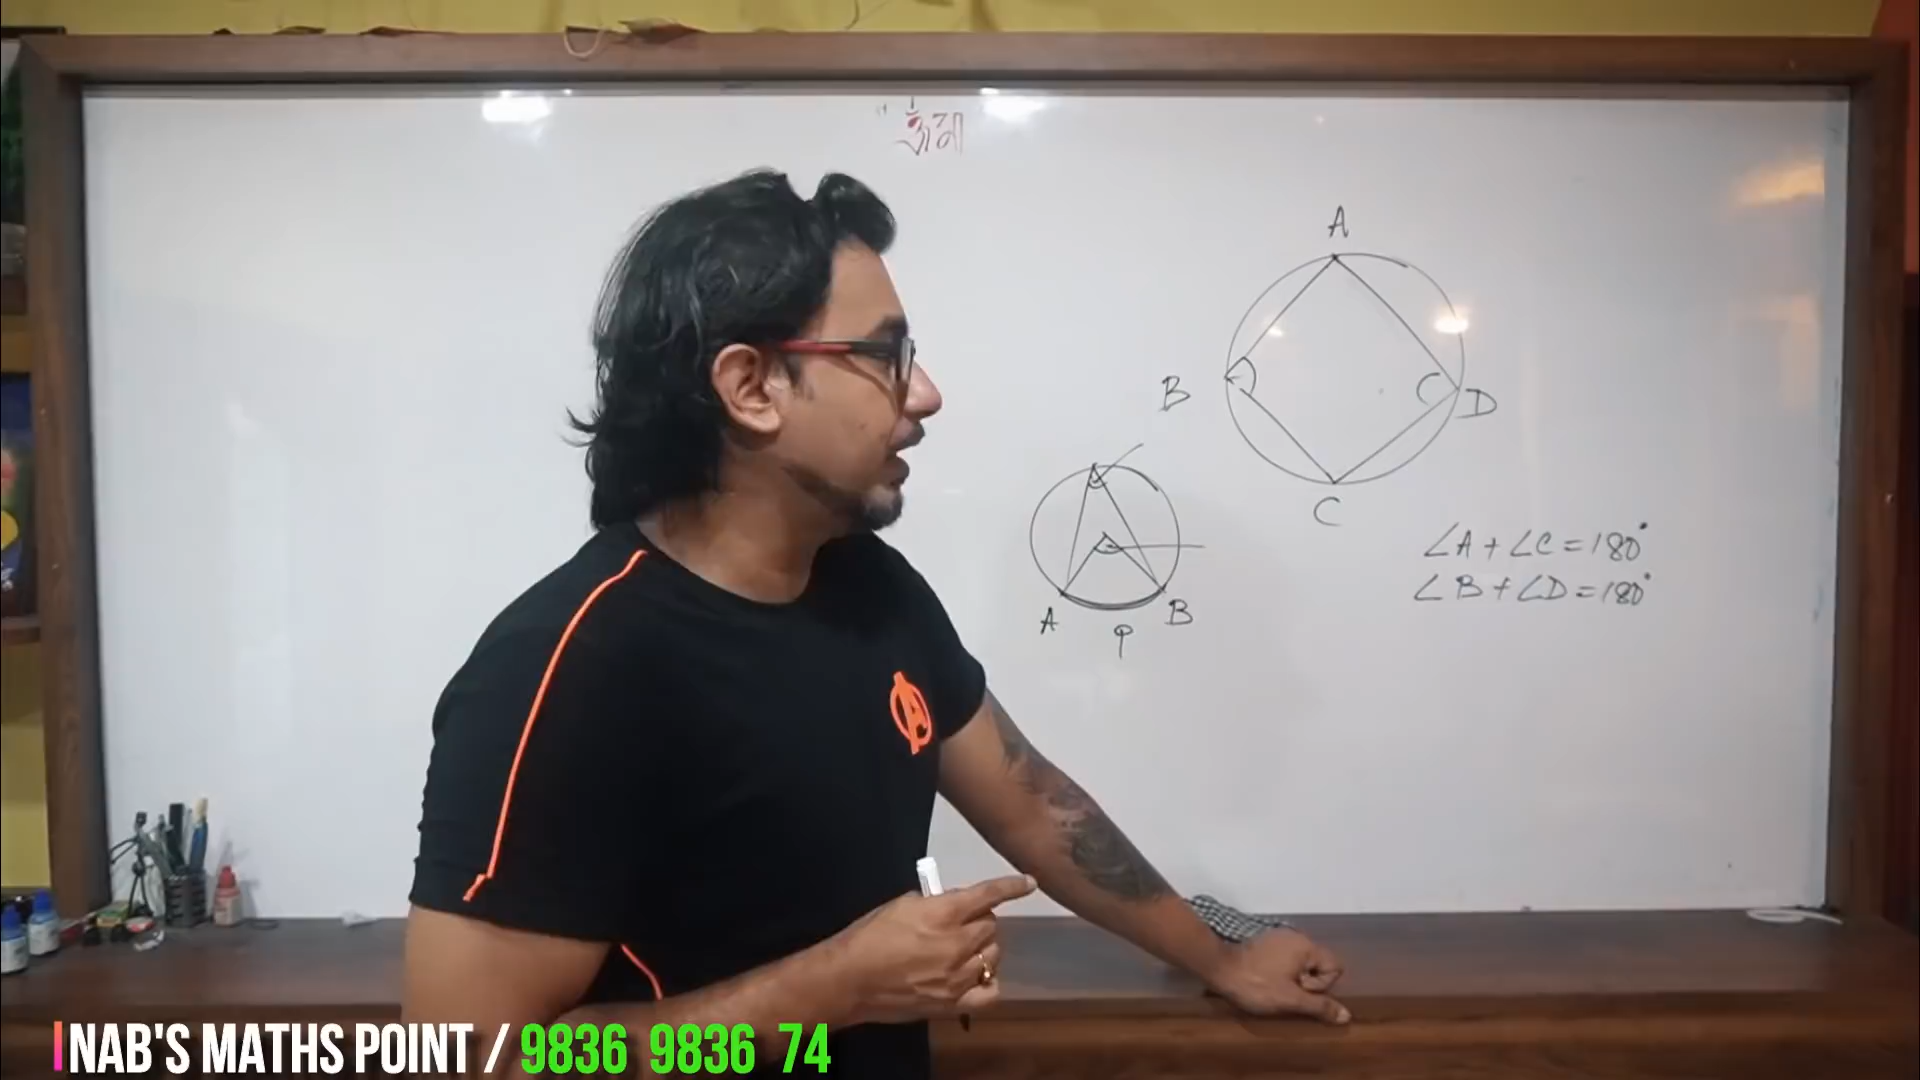 A
B
D
C
A
B
∠A+∠C=180°
∠B+∠D=180°
NAB'S MATHS POINT / 9836 9836 74